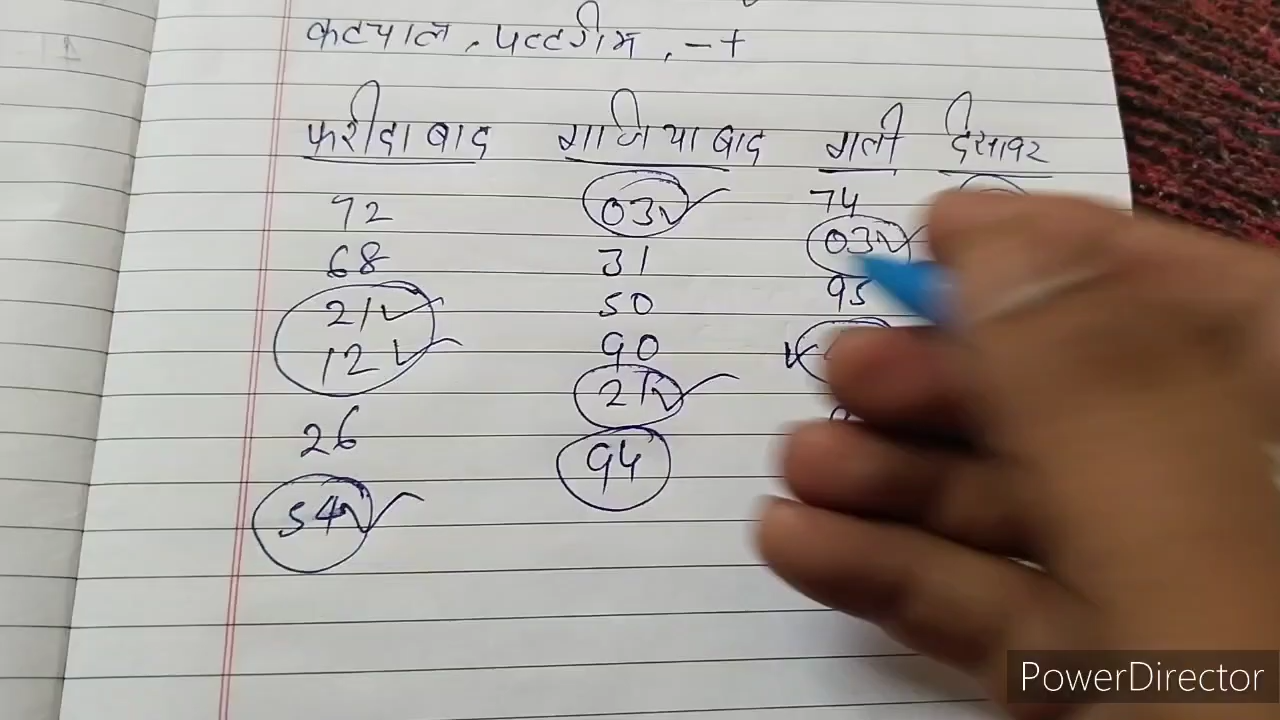 कटपाल, पलटीम, -+
फरीदाबाद गाजियाबाद गली दिसावर
72 03 74
68 31 03
21 50 95
12 90
26 21
54 94
PowerDirector